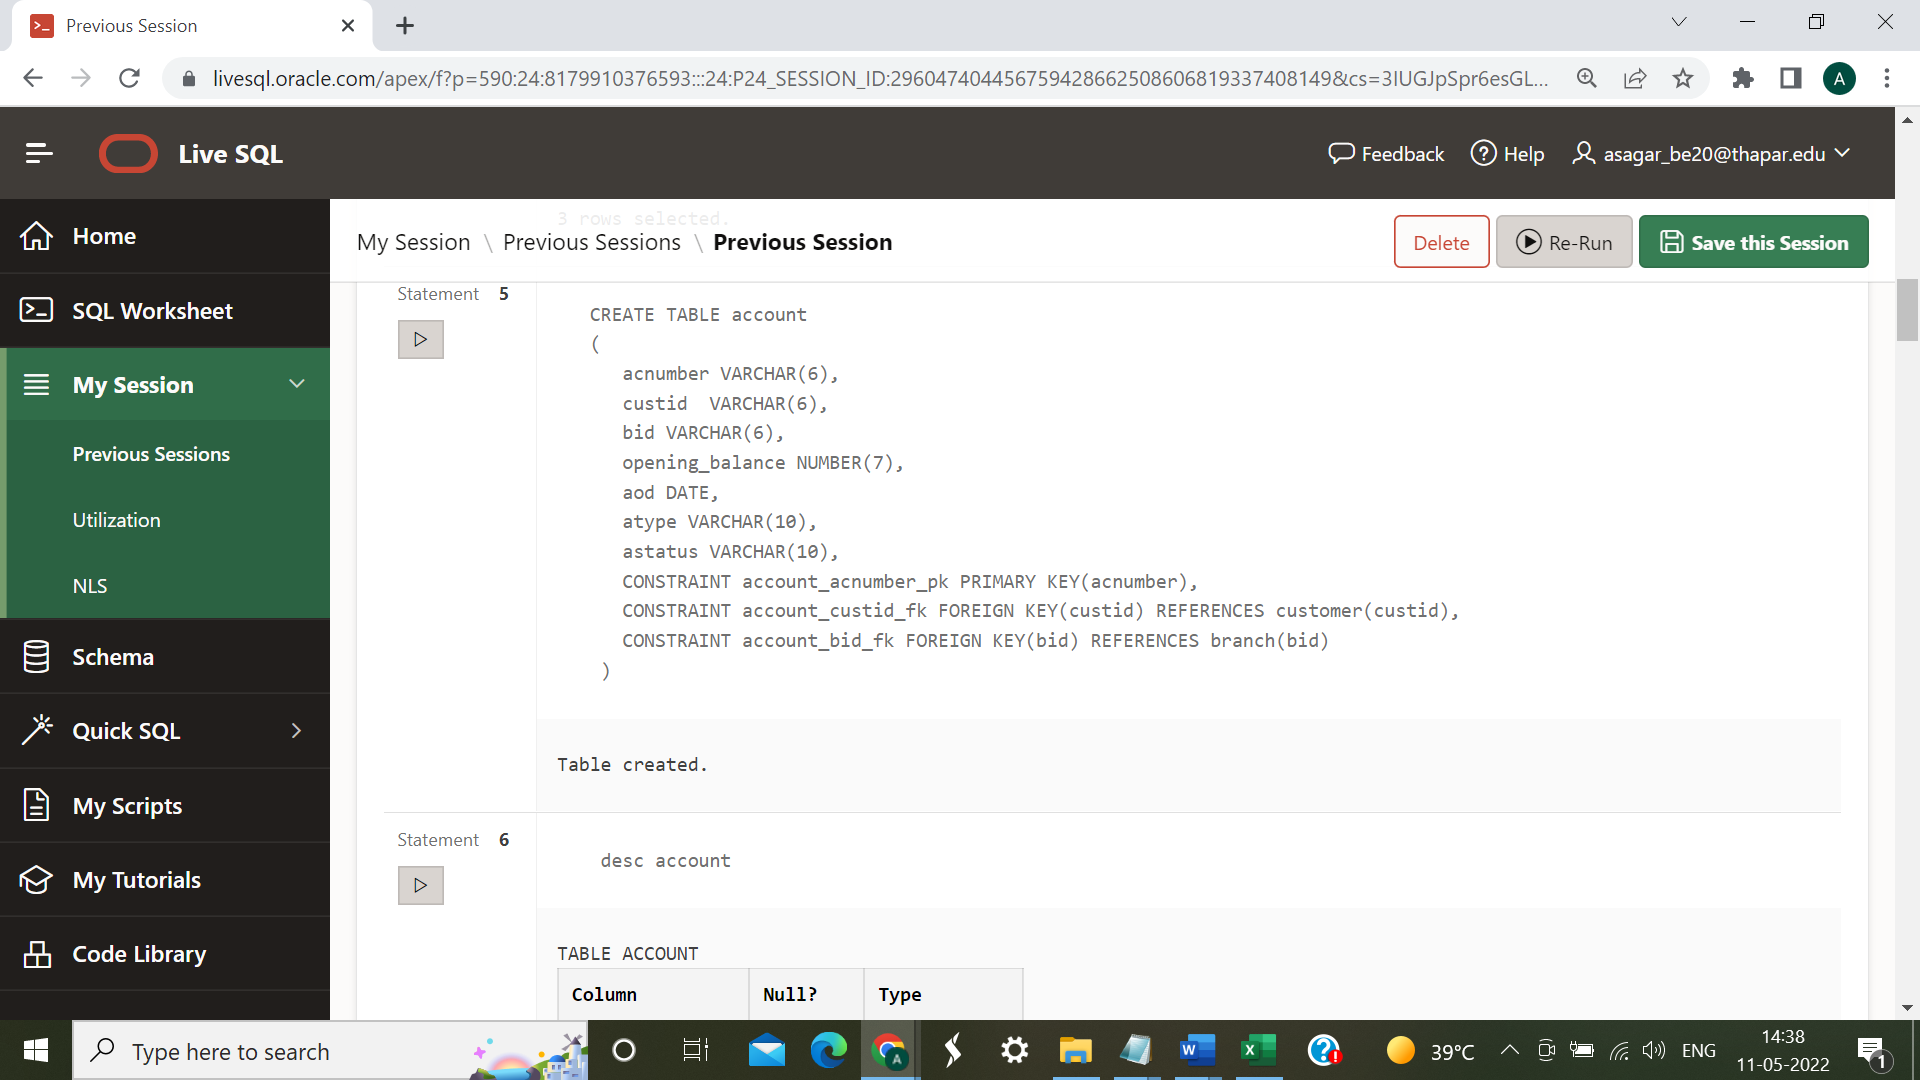 Previous Session
livesql.oracle.com/apex/f?p=590:24:8179910376593:::24:P24_SESSION_ID:296047404456759428662508606819337408149&cs=3IUGJpSpr6esGL...
A
Live SQL
Feedback
Help
asagar_be20@thapar.edu
Home
SQL Worksheet
My Session
Previous Sessions
Utilization
NLS
Schema
Quick SQL
My Scripts
My Tutorials
Code Library
3 rows selected.
My Session \ Previous Sessions \ Previous Session
Delete
Re-Run
Save this Session
Statement 5
CREATE TABLE account
(
acnumber VARCHAR(6),
custid  VARCHAR(6),
bid VARCHAR(6),
opening_balance NUMBER(7),
aod DATE,
atype VARCHAR(10),
astatus VARCHAR(10),
CONSTRAINT account_acnumber_pk PRIMARY KEY(acnumber),
CONSTRAINT account_custid_fk FOREIGN KEY(custid) REFERENCES customer(custid),
CONSTRAINT account_bid_fk FOREIGN KEY(bid) REFERENCES branch(bid)
)
Table created.
Statement 6
desc account
TABLE ACCOUNT
Column Null? Type
Type here to search
39°C
ENG
14:38
11-05-2022
1